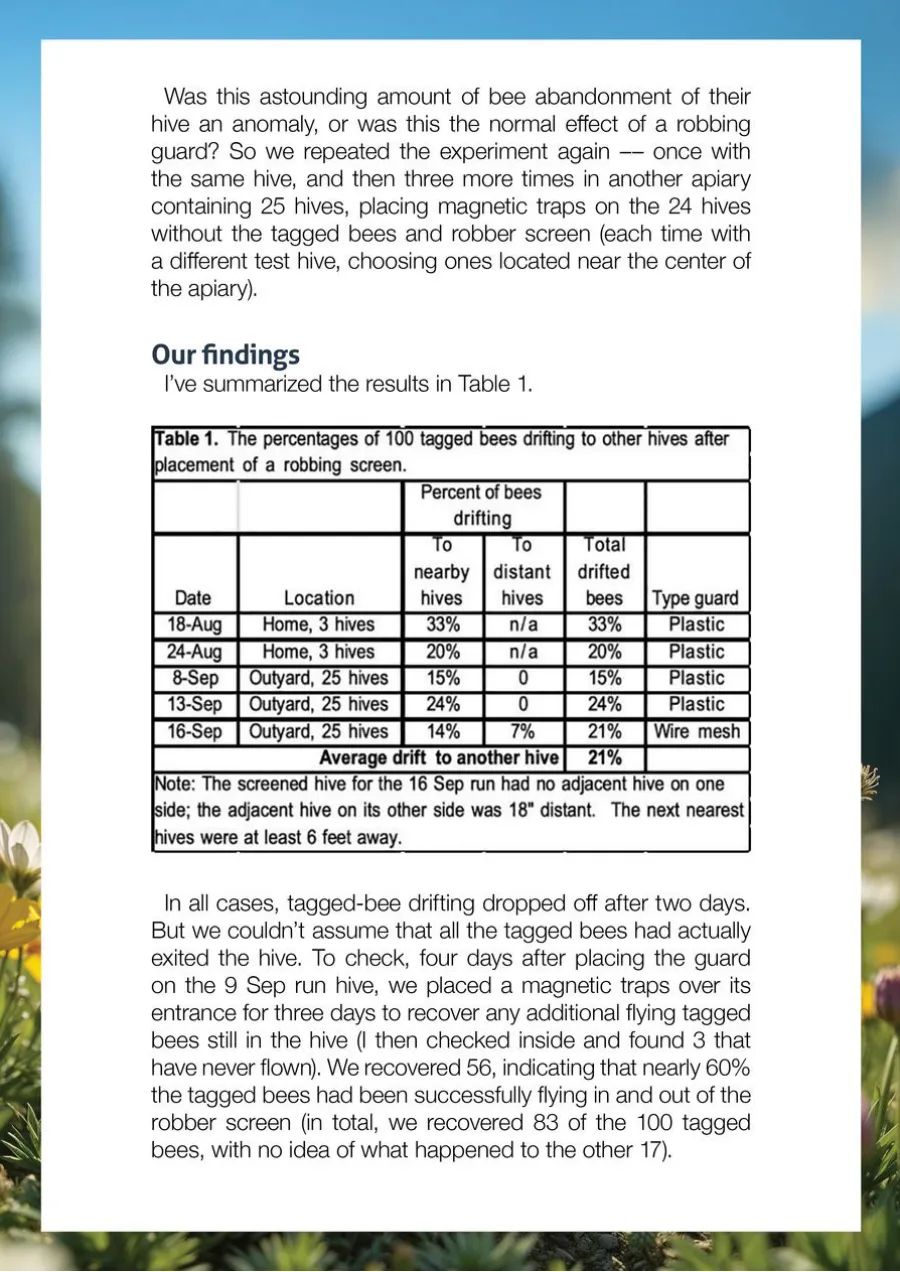 Was this astounding amount of bee abandonment of their
hive an anomaly, or was this the normal effect of a robbing
guard? So we repeated the experiment again –– once with
the same hive, and then three more times in another apiary
containing 25 hives, placing magnetic traps on the 24 hives
without the tagged bees and robber screen (each time with
a different test hive, choosing ones located near the center of
the apiary).
Our findings
I've summarized the results in Table 1.
Table 1. The percentages of 100 tagged bees drifting to other hives after
placement of a robbing screen.
Percent of bees
drifting
Date Location To nearby hives To distant hives Total drifted bees Type guard
18-Aug Home, 3 hives 33% n/a 33% Plastic
24-Aug Home, 3 hives 20% n/a 20% Plastic
8-Sep Outyard, 25 hives 15% 0 15% Plastic
13-Sep Outyard, 25 hives 24% 0 24% Plastic
16-Sep Outyard, 25 hives 14% 7% 21% Wire mesh
Average drift to another hive 21%
Note: The screened hive for the 16 Sep run had no adjacent hive on one
side; the adjacent hive on its other side was 18" distant. The next nearest
hives were at least 6 feet away.
In all cases, tagged-bee drifting dropped off after two days.
But we couldn't assume that all the tagged bees had actually
exited the hive. To check, four days after placing the guard
on the 9 Sep run hive, we placed a magnetic traps over its
entrance for three days to recover any additional flying tagged
bees still in the hive (I then checked inside and found 3 that
have never flown). We recovered 56, indicating that nearly 60%
the tagged bees had been successfully flying in and out of the
robber screen (in total, we recovered 83 of the 100 tagged
bees, with no idea of what happened to the other 17).